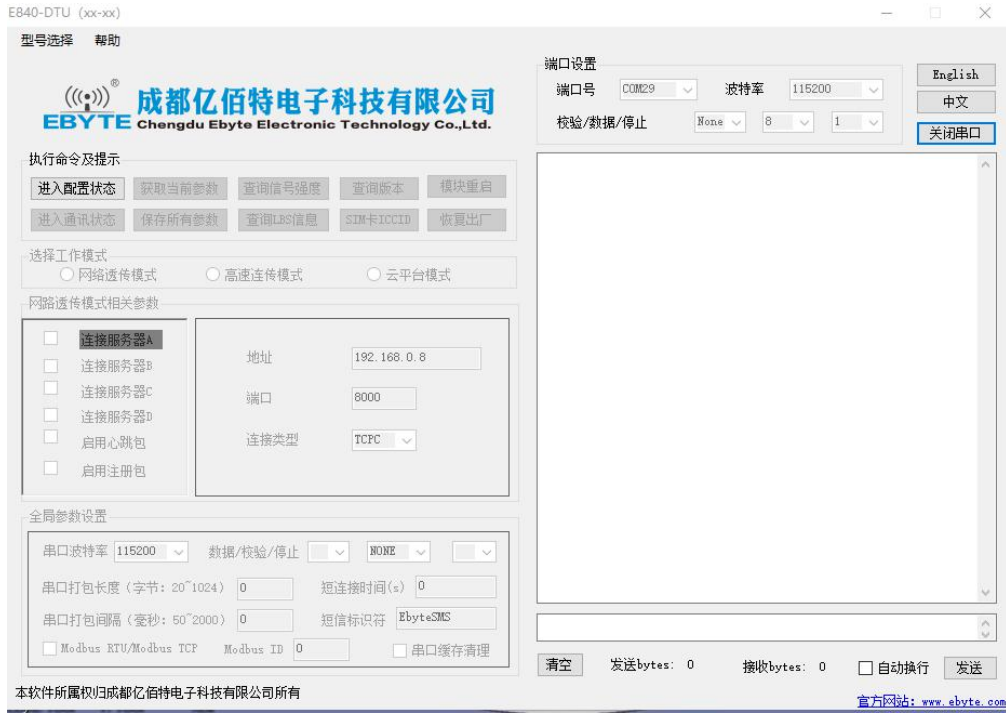 E840-DTU (xx-xx)
型号选择 帮助
EBYTE ® 成都亿佰特电子科技有限公司
Chengdu Ebyte Electronic Technology Co.,Ltd.
端口设置
端口号 COM29 波特率 115200
校验/数据/停止 None 8 1
English
中文
关闭串口
执行命令及提示
进入配置状态 获取当前参数 查询信号强度 查询版本 模块重启
进入通讯状态 保存所有参数 查询LBS信息 SIM卡ICCID 恢复出厂
选择工作模式
网络透传模式 高速连传模式 云平台模式
网路透传模式相关参数
连接服务器A
连接服务器B
连接服务器C
连接服务器D
启用心跳包
启用注册包
地址 192.168.0.8
端口 8000
连接类型 TCPC
全局参数设置
串口波特率 115200 数据/校验/停止 NONE
串口打包长度（字节：20~1024） 0 短连接时间(s) 0
串口打包间隔（毫秒：50~2000） 0 短信标识符 EbyteSMS
Modbus RTU/Modbus TCP Modbus ID 0 串口缓存清理
清空 发送bytes: 0 接收bytes: 0 自动换行 发送
本软件所属权归成都亿佰特电子科技有限公司所有
官方网站: www.ebyte.com